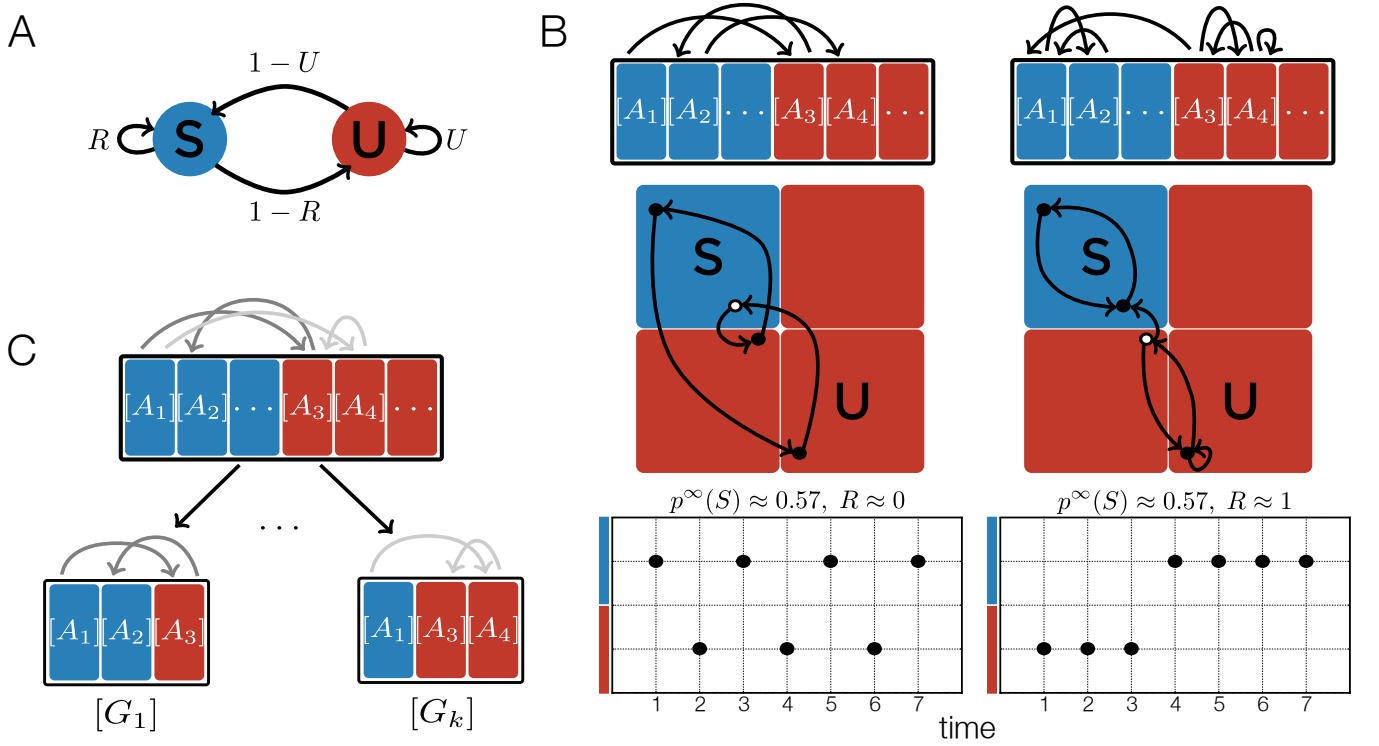 A
1 − U
R
S
U
U
1 − R
B
[A₁] [A₂] ··· [A₃] [A₄] ···
[A₁] [A₂] ··· [A₃] [A₄] ···
S
U
S
U
p^∞(S) ≈ 0.57, R ≈ 0
p^∞(S) ≈ 0.57, R ≈ 1
1 2 3 4 5 6 7
1 2 3 4 5 6 7
time
C
[A₁] [A₂] ··· [A₃] [A₄] ···
···
[A₁] [A₂] [A₃]
[A₁] [A₃] [A₄]
[G₁]
[Gₖ]